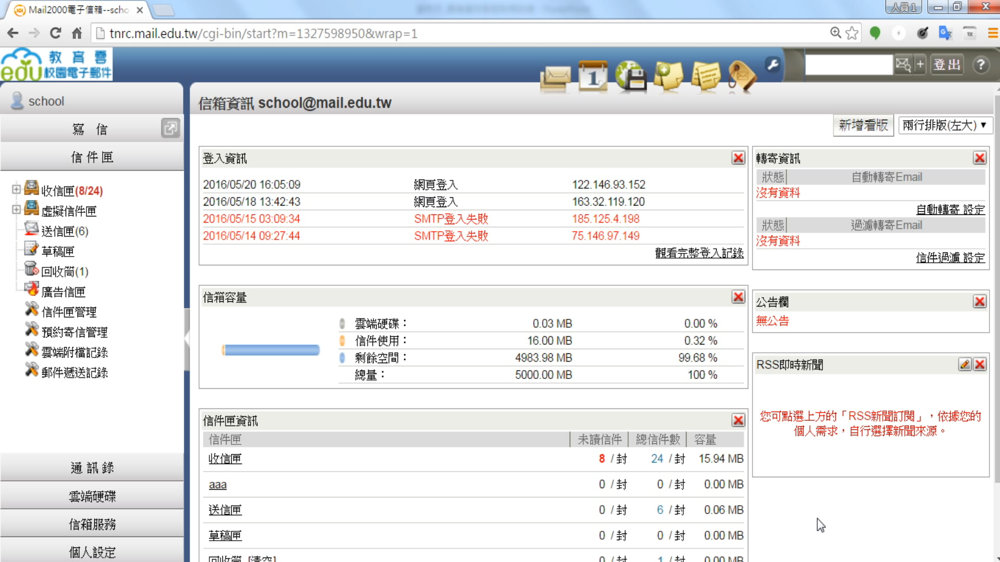 Mail2000電子信箱--scho
人員1
tnrc.mail.edu.tw/cgi-bin/start?m=1327598950&wrap=1
教育雲
edu校園電子郵件
1
登出
?
school
信箱資訊 school@mail.edu.tw
寫 信
信件匣
新增看版
兩行排版(左大)
收信匣(8/24)
虛擬信件匣
送信匣(6)
草稿匣
回收筒(1)
廣告信匣
信件匣管理
預約寄信管理
雲端附檔記錄
郵件遞送記錄
通訊錄
雲端硬碟
信箱服務
個人設定
登入資訊
2016/05/20 16:05:09 網頁登入 122.146.93.152
2016/05/18 13:42:43 網頁登入 163.32.119.120
2016/05/15 03:09:34 SMTP登入失敗 185.125.4.198
2016/05/14 09:27:44 SMTP登入失敗 75.146.97.149
觀看完整登入記錄
信箱容量
雲端硬碟： 0.03 MB 0.00 %
信件使用： 16.00 MB 0.32 %
剩餘空間： 4983.98 MB 99.68 %
總量： 5000.00 MB 100 %
信件匣資訊
信件匣 未讀信件 總信件數 容量
收信匣 8 / 封 24 / 封 15.94 MB
aaa 0 / 封 0 / 封 0.00 MB
送信匣 0 / 封 6 / 封 0.06 MB
草稿匣 0 / 封 0 / 封 0.00 MB
回收筒 [清空] 0 / 封 1 / 封 0.00 MB
轉寄資訊
狀態 自動轉寄Email
沒有資料
自動轉寄 設定
狀態 過濾轉寄Email
沒有資料
信件過濾 設定
公告欄
無公告
RSS即時新聞
您可點選上方的「RSS新聞訂閱」，依據您的
個人需求，自行選擇新聞來源。